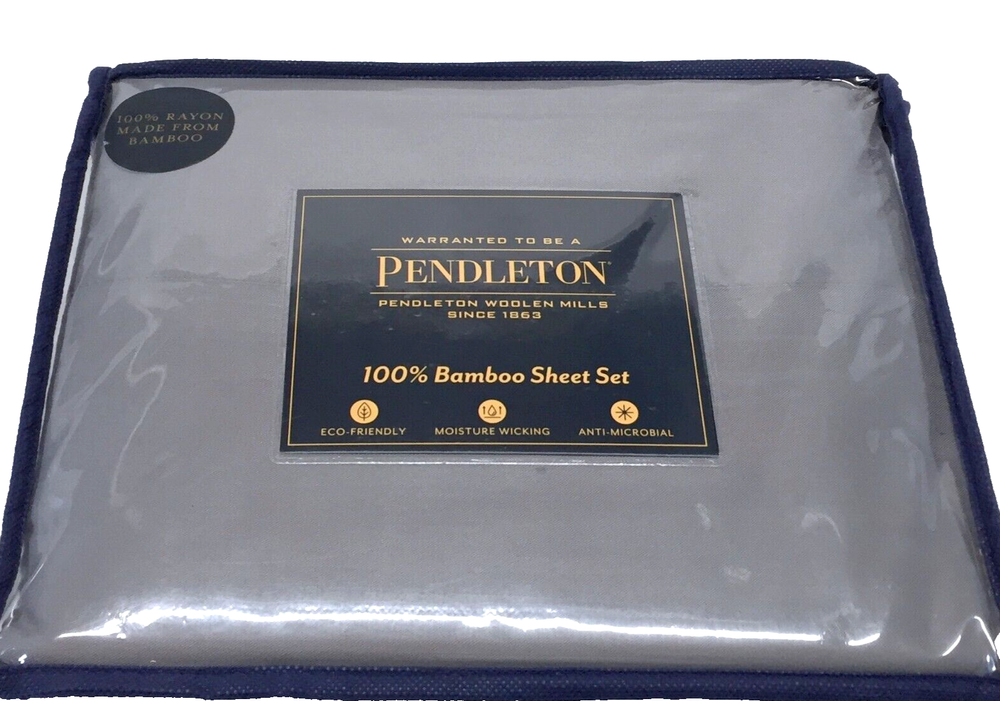 100% RAYON
MADE FROM
BAMBOO
WARRANTED TO BE A
PENDLETON®
PENDLETON WOOLEN MILLS
SINCE 1863
100% Bamboo Sheet Set
ECO-FRIENDLY MOISTURE WICKING ANTI-MICROBIAL